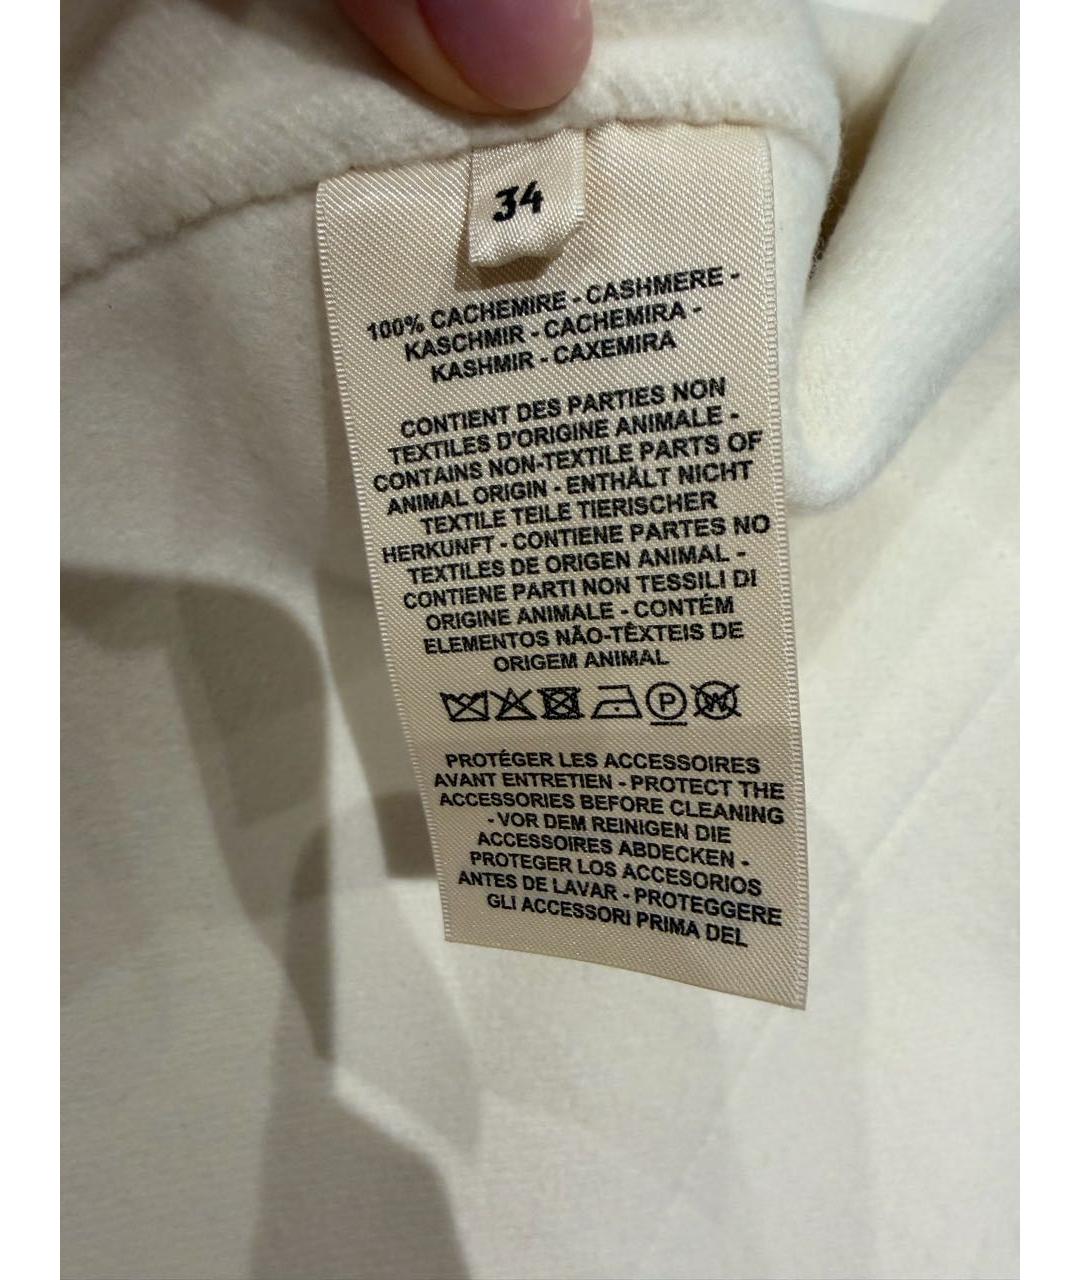 34
100% CACHEMIRE - CASHMERE -
KASCHMIR - CACHEMIRA -
KASHMIR - CAXEMIRA
CONTIENT DES PARTIES NON
TEXTILES D'ORIGINE ANIMALE -
CONTAINS NON-TEXTILE PARTS OF
ANIMAL ORIGIN - ENTHÄLT NICHT
TEXTILE TEILE TIERISCHER
HERKUNFT - CONTIENE PARTES NO
TEXTILES DE ORIGEN ANIMAL -
CONTIENE PARTI NON TESSILI DI
ORIGINE ANIMALE - CONTÉM
ELEMENTOS NÃO-TÊXTEIS DE
ORIGEM ANIMAL
P W
PROTÉGER LES ACCESSOIRES
AVANT ENTRETIEN - PROTECT THE
ACCESSORIES BEFORE CLEANING
- VOR DEM REINIGEN DIE
ACCESSOIRES ABDECKEN -
PROTEGER LOS ACCESORIOS
ANTES DE LAVAR - PROTEGGERE
GLI ACCESSORI PRIMA DEL